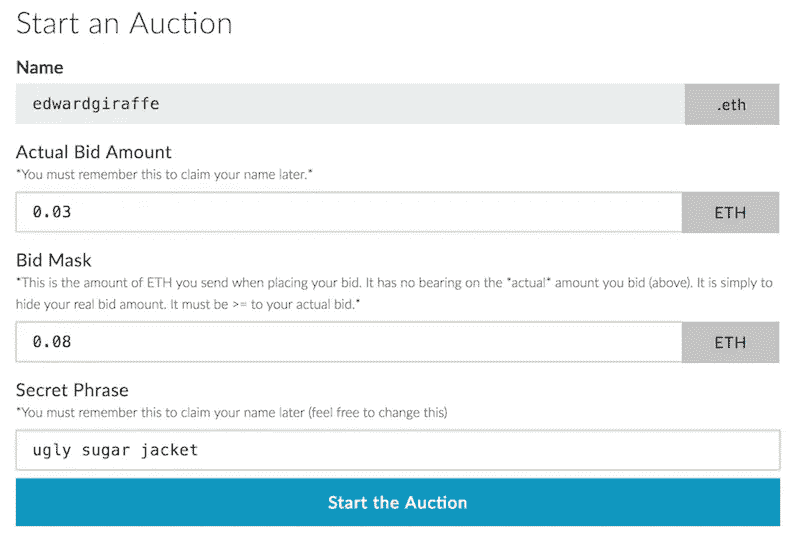 Start an Auction
Name
edwardgiraffe
.eth
Actual Bid Amount
*You must remember this to claim your name later.*
0.03
ETH
Bid Mask
*This is the amount of ETH you send when placing your bid. It has no bearing on the *actual* amount you bid (above). It is simply to
hide your real bid amount. It must be >= to your actual bid.*
0.08
ETH
Secret Phrase
*You must remember this to claim your name later (feel free to change this)
ugly sugar jacket
Start the Auction